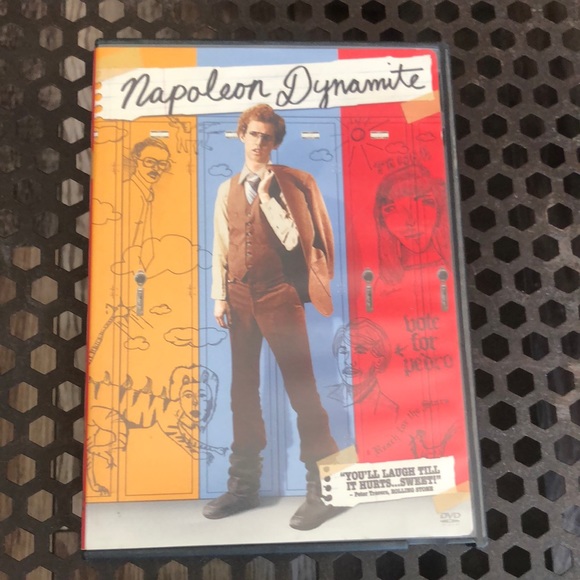 Napoleon Dynamite
vote
for
pedro
"YOU'LL LAUGH TILL
IT HURTS...SWEET!"
- Peter Travers, ROLLING STONE
DVD